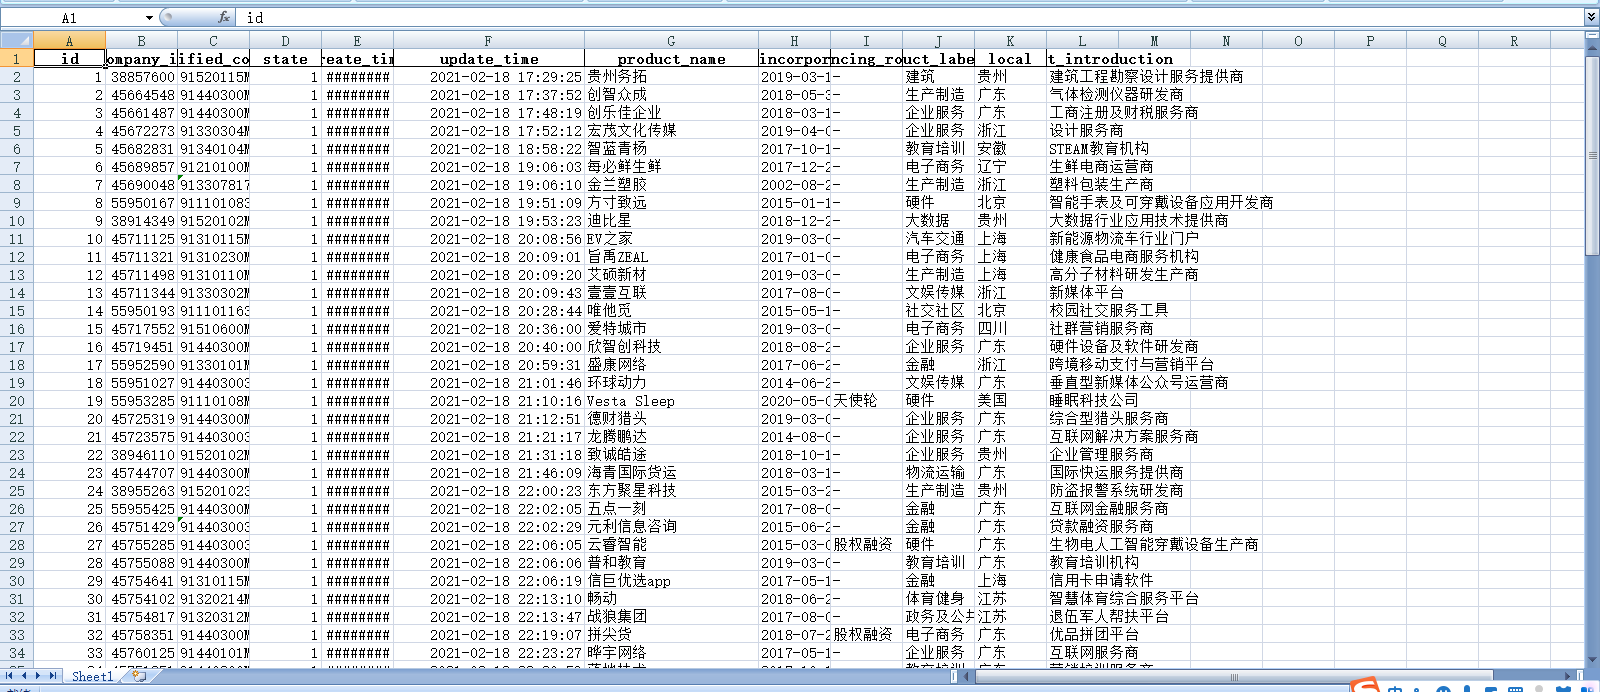 A1 fx id
A B C D E F G H I J K L M N O P Q R
1 id ompany_i ified_co state reate_tim update_time product_name incorpor ncing_ro uct_labe local t_introduction
2 1 38857600 91520115M 1 ######## 2021-02-18 17:29:25 贵州务拓 2019-03-1 - 建筑 贵州 建筑工程勘察设计服务提供商
3 2 45664548 91440300M 1 ######## 2021-02-18 17:37:52 创智众成 2018-05-3 - 生产制造 广东 气体检测仪器研发商
4 3 45661487 91440300M 1 ######## 2021-02-18 17:48:19 创乐佳企业 2018-03-1 - 企业服务 广东 工商注册及财税服务商
5 4 45672273 91330304M 1 ######## 2021-02-18 17:52:12 宏茂文化传媒 2019-04-0 - 企业服务 浙江 设计服务商
6 5 45682831 91340104M 1 ######## 2021-02-18 18:58:22 智蓝青杨 2017-10-1 - 教育培训 安徽 STEAM教育机构
7 6 45689857 91210100M 1 ######## 2021-02-18 19:06:03 每必鲜生鲜 2017-12-2 - 电子商务 辽宁 生鲜电商运营商
8 7 45690048 913307817 1 ######## 2021-02-18 19:06:10 金兰塑胶 2002-08-2 - 生产制造 浙江 塑料包装生产商
9 8 55950167 911101083 1 ######## 2021-02-18 19:51:09 方寸致远 2015-01-1 - 硬件 北京 智能手表及可穿戴设备应用开发商
10 9 38914349 91520102M 1 ######## 2021-02-18 19:53:23 迪比星 2018-12-2 - 大数据 贵州 大数据行业应用技术提供商
11 10 45711125 91310115M 1 ######## 2021-02-18 20:08:56 EV之家 2019-03-0 - 汽车交通 上海 新能源物流车行业门户
12 11 45711321 91310230M 1 ######## 2021-02-18 20:09:01 旨禹ZEAL 2017-01-0 - 电子商务 上海 健康食品电商服务机构
13 12 45711498 91310110M 1 ######## 2021-02-18 20:09:20 艾硕新材 2019-03-0 - 生产制造 上海 高分子材料研发生产商
14 13 45711344 91330302M 1 ######## 2021-02-18 20:09:43 壹壹互联 2017-08-0 - 文娱传媒 浙江 新媒体平台
15 14 55950193 911101163 1 ######## 2021-02-18 20:28:44 唯他觅 2015-05-1 - 社交社区 北京 校园社交服务工具
16 15 45717552 91510600M 1 ######## 2021-02-18 20:36:00 爱特城市 2019-03-0 - 电子商务 四川 社群营销服务商
17 16 45719451 91440300M 1 ######## 2021-02-18 20:40:00 欣智创科技 2018-08-2 - 企业服务 广东 硬件设备及软件研发商
18 17 55952590 91330101M 1 ######## 2021-02-18 20:59:31 盛康网络 2017-06-2 - 金融 浙江 跨境移动支付与营销平台
19 18 55951027 914403003 1 ######## 2021-02-18 21:01:46 环球动力 2014-06-2 - 文娱传媒 广东 垂直型新媒体公众号运营商
20 19 55953285 91110108M 1 ######## 2021-02-18 21:10:16 Vesta Sleep 2020-05-0 天使轮 硬件 美国 睡眠科技公司
21 20 45725319 91440300M 1 ######## 2021-02-18 21:12:51 德财猎头 2019-03-0 - 企业服务 广东 综合型猎头服务商
22 21 45723575 914403003 1 ######## 2021-02-18 21:21:17 龙腾鹏达 2014-08-0 - 企业服务 广东 互联网解决方案服务商
23 22 38946110 91520102M 1 ######## 2021-02-18 21:31:18 致诚皓途 2018-10-1 - 企业服务 贵州 企业管理服务商
24 23 45744707 91440300M 1 ######## 2021-02-18 21:46:09 海青国际货运 2018-03-1 - 物流运输 广东 国际快运服务提供商
25 24 38955263 915201023 1 ######## 2021-02-18 22:00:23 东方聚星科技 2015-03-2 - 生产制造 贵州 防盗报警系统研发商
26 25 55955425 914403003 1 ######## 2021-02-18 22:02:05 五点一刻 2017-08-0 - 金融 广东 互联网金融服务商
27 26 45751429 914403003 1 ######## 2021-02-18 22:02:29 元利信息咨询 2015-06-2 - 金融 广东 贷款融资服务商
28 27 45755285 914403003 1 ######## 2021-02-18 22:06:05 云睿智能 2015-03-0 股权融资 硬件 广东 生物电人工智能穿戴设备生产商
29 28 45755088 91440300M 1 ######## 2021-02-18 22:06:06 普和教育 2019-03-0 - 教育培训 广东 教育培训机构
30 29 45754641 91310115M 1 ######## 2021-02-18 22:06:19 信巨优选app 2017-05-1 - 金融 上海 信用卡申请软件
31 30 45754102 91320214M 1 ######## 2021-02-18 22:13:10 畅动 2018-06-2 - 体育健身 江苏 智慧体育综合服务平台
32 31 45754817 91320312M 1 ######## 2021-02-18 22:13:47 战狼集团 2017-08-0 - 政务及公共 江苏 退伍军人帮扶平台
33 32 45758351 91440300M 1 ######## 2021-02-18 22:19:07 拼尖货 2018-07-2 股权融资 电子商务 广东 优品拼团平台
34 33 45760125 91440101M 1 ######## 2021-02-18 22:23:27 晔宇网络 2017-05-1 - 企业服务 广东 互联网服务商
Sheet1